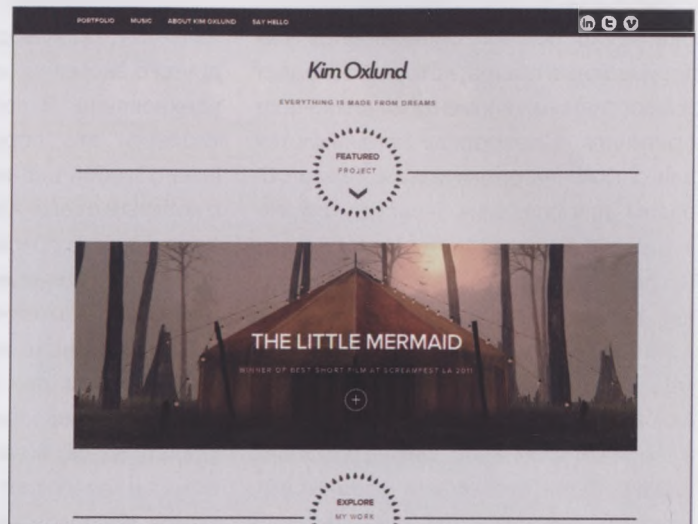 PORTFOLIO MUSIC ABOUT KIM OXLUND SAY HELLO
in t v
Kim Oxlund
EVERYTHING IS MADE FROM DREAMS
FEATURED
PROJECT
THE LITTLE MERMAID
WINNER OF BEST SHORT FILM AT SCREAMFEST LA 2011
EXPLORE
MY WORK